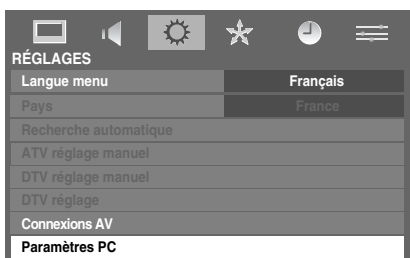 RÉGLAGES
Langue menu Français
Pays France
Recherche automatique
ATV réglage manuel
DTV réglage manuel
DTV réglage
Connexions AV
Paramètres PC